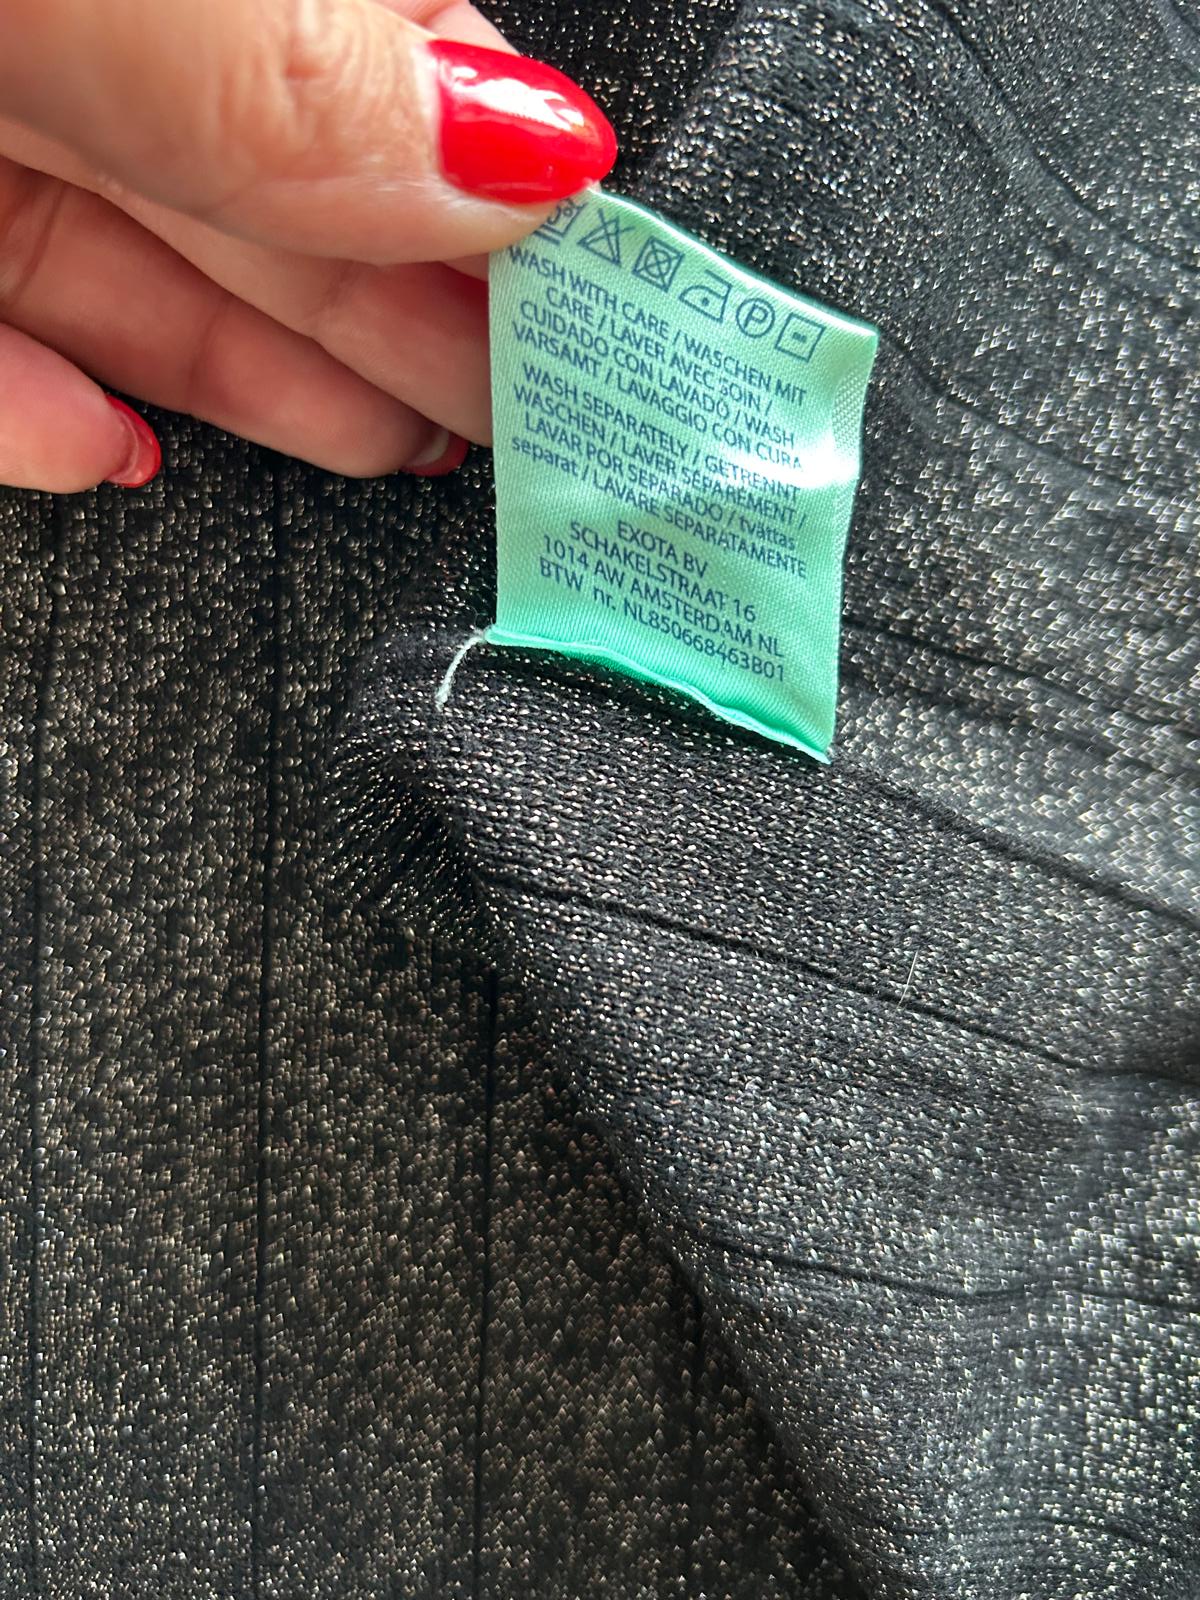 P
WASH WITH CARE / WASCHEN MIT
CARE / LAVER AVEC SOIN /
CUIDADO CON LAVADO / WASH
VARSAMT / LAVAGGIO CON CURA
WASH SEPARATELY / GETRENNT
WASCHEN / LAVER SÉPARÉMENT /
LAVAR POR SEPARADO / tvättas
separat / LAVARE SEPARATAMENTE
EXOTA BV
SCHAKELSTRAAT 16
1014 AW AMSTERDAM NL
BTW nr. NL850668463B01